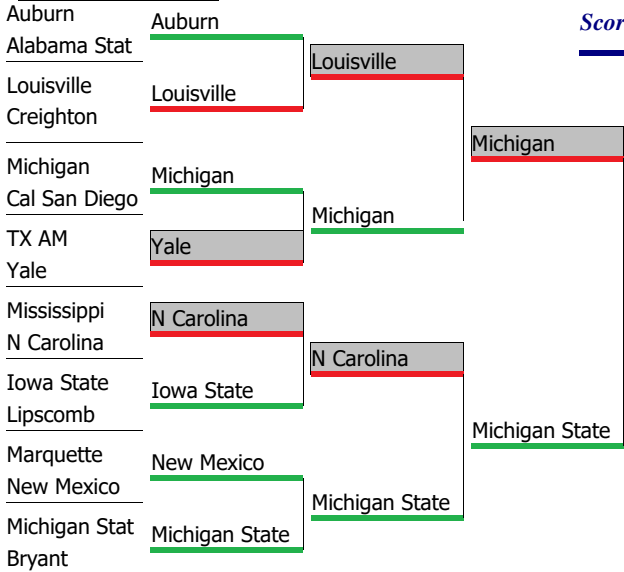 Auburn
Alabama Stat
Louisville
Creighton
Michigan
Cal San Diego
TX AM
Yale
Mississippi
N Carolina
Iowa State
Lipscomb
Marquette
New Mexico
Michigan Stat
Bryant
Auburn
Louisville
Michigan
Yale
N Carolina
Iowa State
New Mexico
Michigan State
Louisville
Michigan
N Carolina
Michigan State
Michigan
Michigan State
Scor